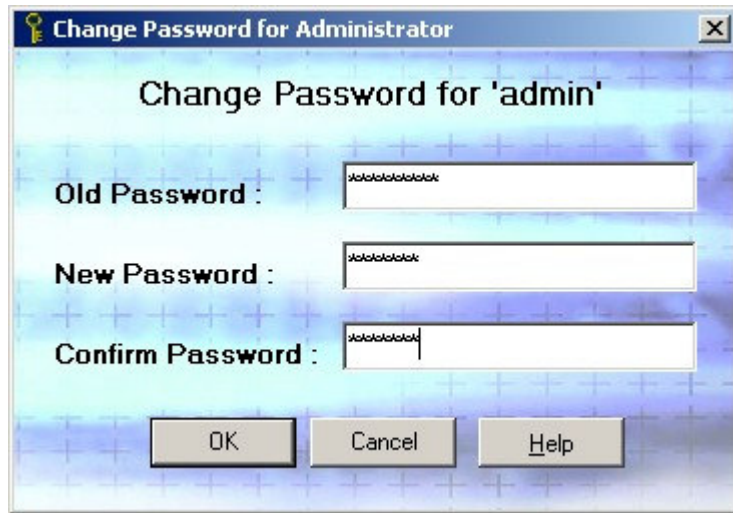 Change Password for Administrator
Change Password for 'admin'
Old Password : **********
New Password : ********
Confirm Password : ********
OK Cancel Help